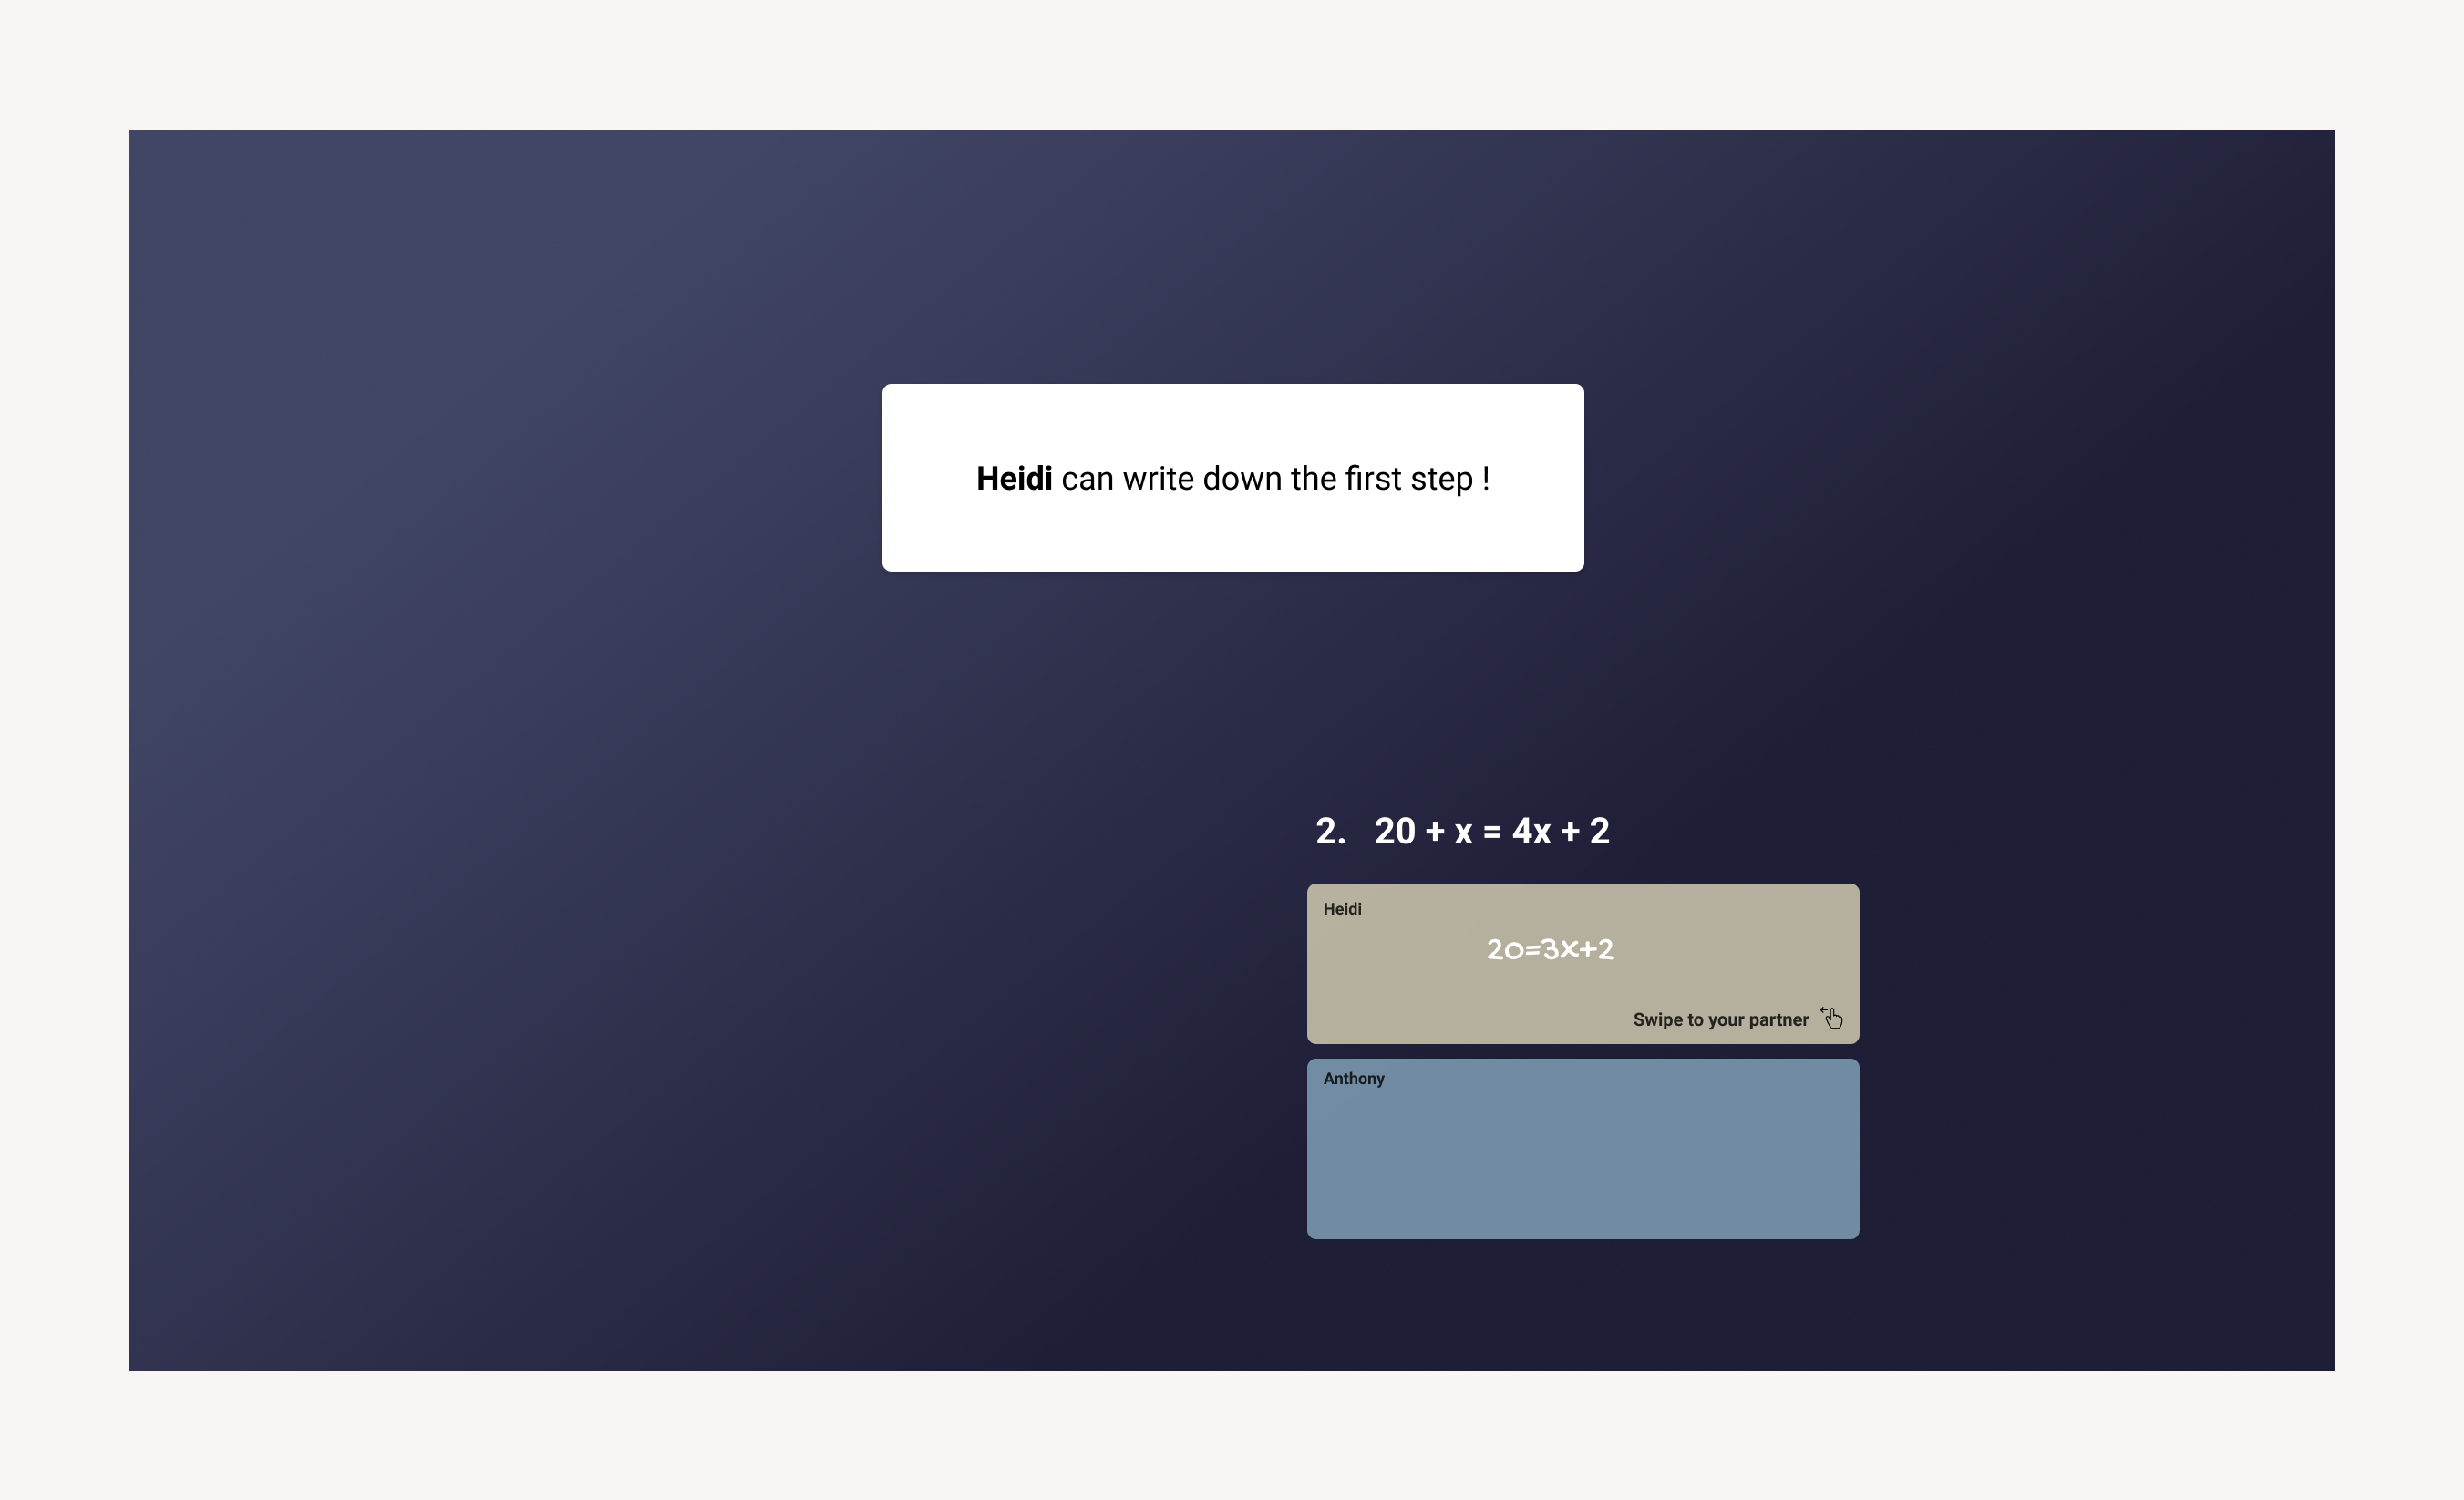 Heidi can write down the first step !
2. 20 + x = 4x + 2
Heidi
20=3x+2
Swipe to your partner
Anthony